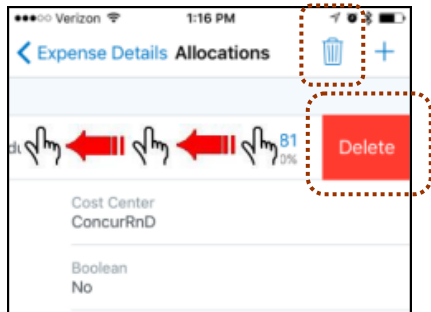 Verizon 1:16 PM
Expense Details Allocations
81
Delete
0%
Cost Center
ConcurRnD
Boolean
No